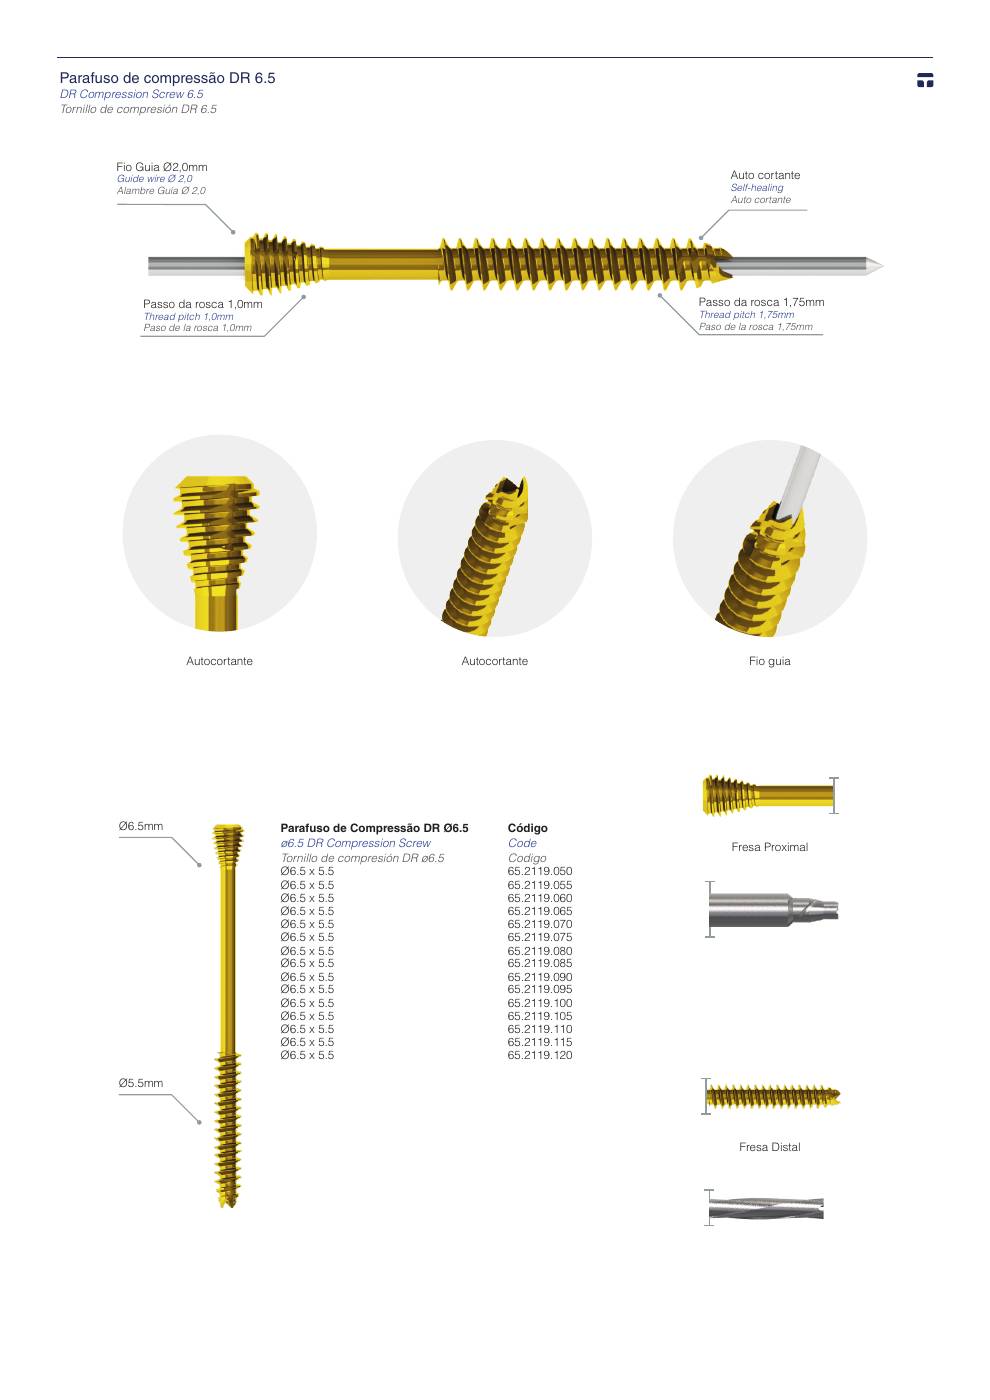 Parafuso de compressão DR 6.5
DR Compression Screw 6.5
Tornillo de compresión DR 6.5
Fio Guia Ø2,0mm
Guide wire Ø 2,0
Alambre Guia Ø 2,0
Auto cortante
Self-healing
Auto cortante
Passo da rosca 1,0mm
Thread pitch 1,0mm
Paso de la rosca 1,0mm
Passo da rosca 1,75mm
Thread pitch 1,75mm
Paso de la rosca 1,75mm
Autocortante
Autocortante
Fio guia
Ø6.5mm
Ø5.5mm
Parafuso de Compressão DR Ø6.5 Código
ø6.5 DR Compression Screw Code
Tornillo de compresión DR ø6.5 Codigo
Ø6.5 x 5.5 65.2119.050
Ø6.5 x 5.5 65.2119.055
Ø6.5 x 5.5 65.2119.060
Ø6.5 x 5.5 65.2119.065
Ø6.5 x 5.5 65.2119.070
Ø6.5 x 5.5 65.2119.075
Ø6.5 x 5.5 65.2119.080
Ø6.5 x 5.5 65.2119.085
Ø6.5 x 5.5 65.2119.090
Ø6.5 x 5.5 65.2119.095
Ø6.5 x 5.5 65.2119.100
Ø6.5 x 5.5 65.2119.105
Ø6.5 x 5.5 65.2119.110
Ø6.5 x 5.5 65.2119.115
Ø6.5 x 5.5 65.2119.120
Fresa Proximal
Fresa Distal